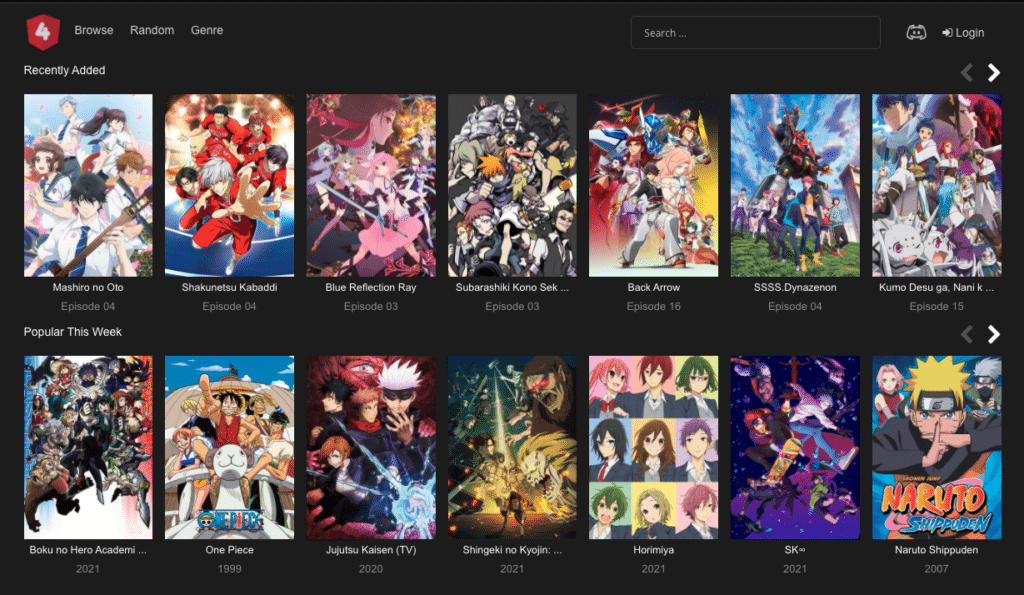 4
Browse Random Genre
Search ...
Login
Recently Added
Mashiro no Oto
Episode 04
Shakunetsu Kabaddi
Episode 04
Blue Reflection Ray
Episode 03
Subarashiki Kono Sek ...
Episode 03
Back Arrow
Episode 16
SSSS.Dynazenon
Episode 04
Kumo Desu ga, Nani k ...
Episode 15
Popular This Week
Boku no Hero Academi ...
2021
ONE PIECE
One Piece
1999
Jujutsu Kaisen (TV)
2020
Shingeki no Kyojin: ...
2021
Horimiya
2021
SK∞
2021
SHONEN JUMP
NARUTO
SHIPPUDEN
Naruto Shippuden
2007